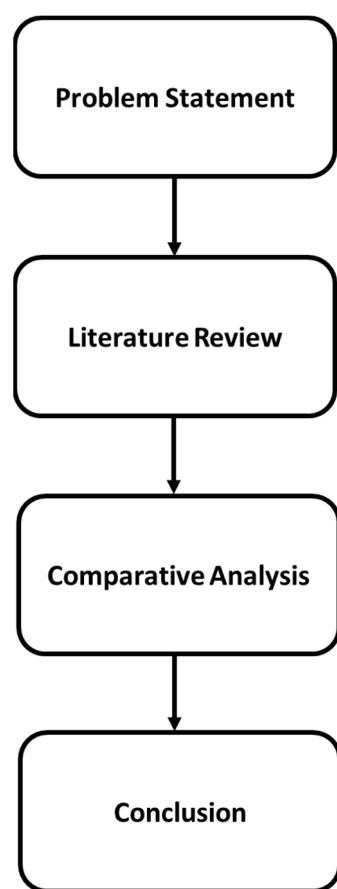 Problem Statement
Literature Review
Comparative Analysis
Conclusion